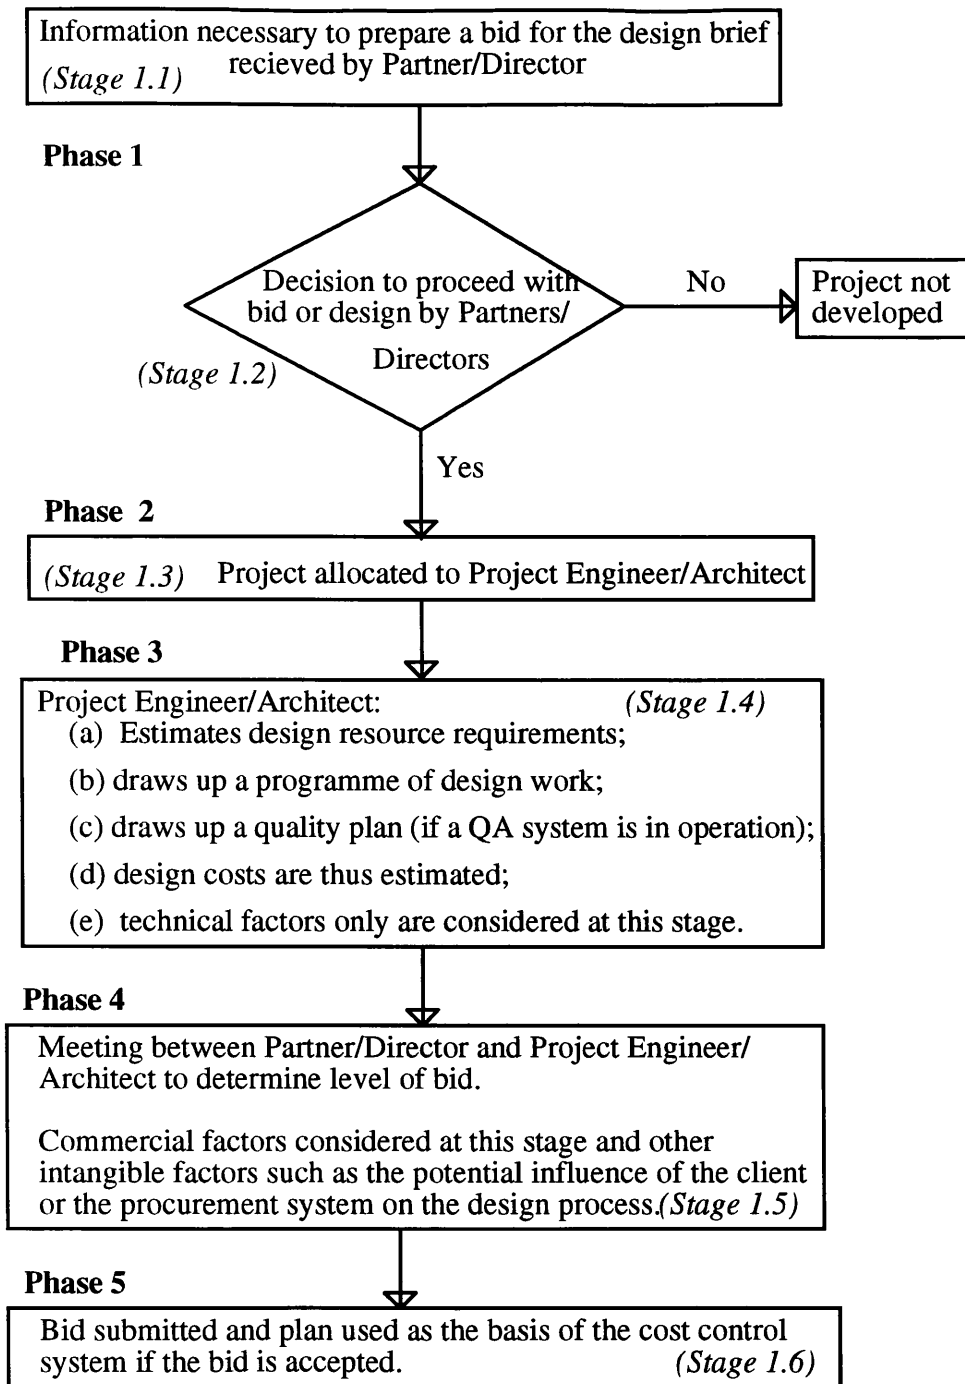 Information necessary to prepare a bid for the design brief
recieved by Partner/Director
(Stage 1.1)
Phase 1
Decision to proceed with
bid or design by Partners/
Directors
(Stage 1.2)
No
Project not
developed
Yes
Phase 2
(Stage 1.3) Project allocated to Project Engineer/Architect
Phase 3
Project Engineer/Architect: (Stage 1.4)
(a) Estimates design resource requirements;
(b) draws up a programme of design work;
(c) draws up a quality plan (if a QA system is in operation);
(d) design costs are thus estimated;
(e) technical factors only are considered at this stage.
Phase 4
Meeting between Partner/Director and Project Engineer/
Architect to determine level of bid.
Commercial factors considered at this stage and other
intangible factors such as the potential influence of the client
or the procurement system on the design process.(Stage 1.5)
Phase 5
Bid submitted and plan used as the basis of the cost control
system if the bid is accepted. (Stage 1.6)